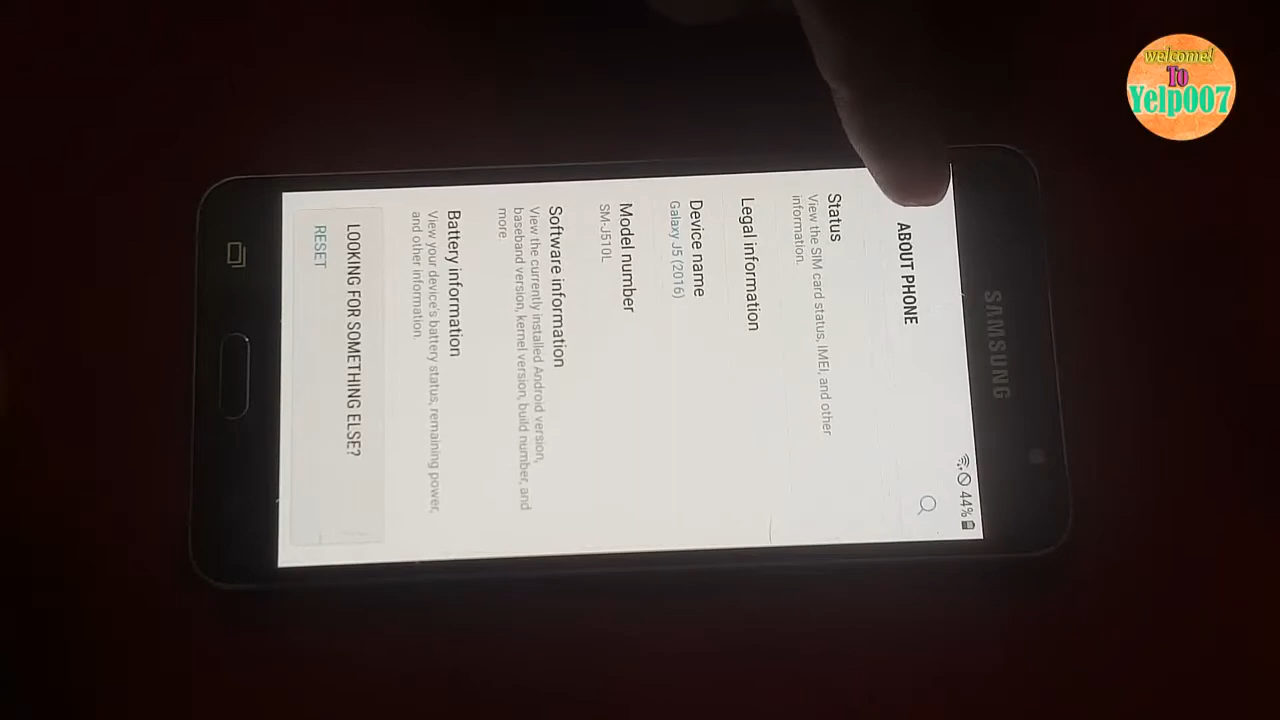 welcome!
To
Yelp007
SAMSUNG
44%
ABOUT PHONE
Status
View the SIM card status, IMEI, and other
information.
Legal information
Device name
Galaxy J5 (2016)
Model number
SM-J510L
Software information
View the currently installed Android version,
baseband version, kernel version, build number, and
more.
Battery information
View your device's battery status, remaining power,
and other information.
LOOKING FOR SOMETHING ELSE?
RESET